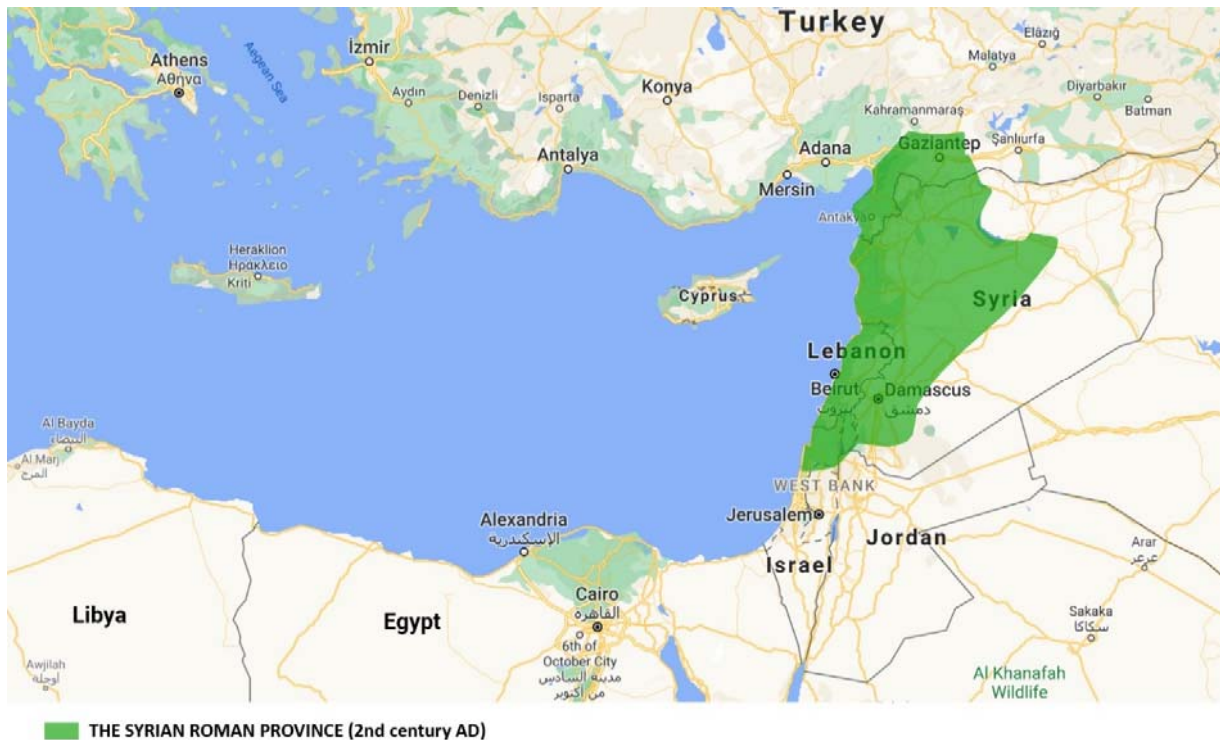 Turkey
Elâzığ
Malatya
Diyarbakır
Batman
Athens
Αθήνα
Aegean Sea
İzmir
Aydın
Denizli
Isparta
Konya
Kahramanmaraş
Gaziantep
Şanlıurfa
Antalya
Adana
Mersin
Antakya
Heraklion
Ηράκλειο
Kriti
Cyprus
Syria
Lebanon
Beirut
بيروت
Damascus
دمشق
Al Bayda
البيضاء
Al Marj
المرج
WEST BANK
Jerusalem
Alexandria
الإسكندرية
Israel
Jordan
Arar
عرعر
Libya
Egypt
Cairo
القاهرة
6th of
October City
مدينة السادس
من أكتوبر
Sakaka
سكاكا
Awjilah
أوجلة
Al Khanafah
Wildlife
THE SYRIAN ROMAN PROVINCE (2nd century AD)